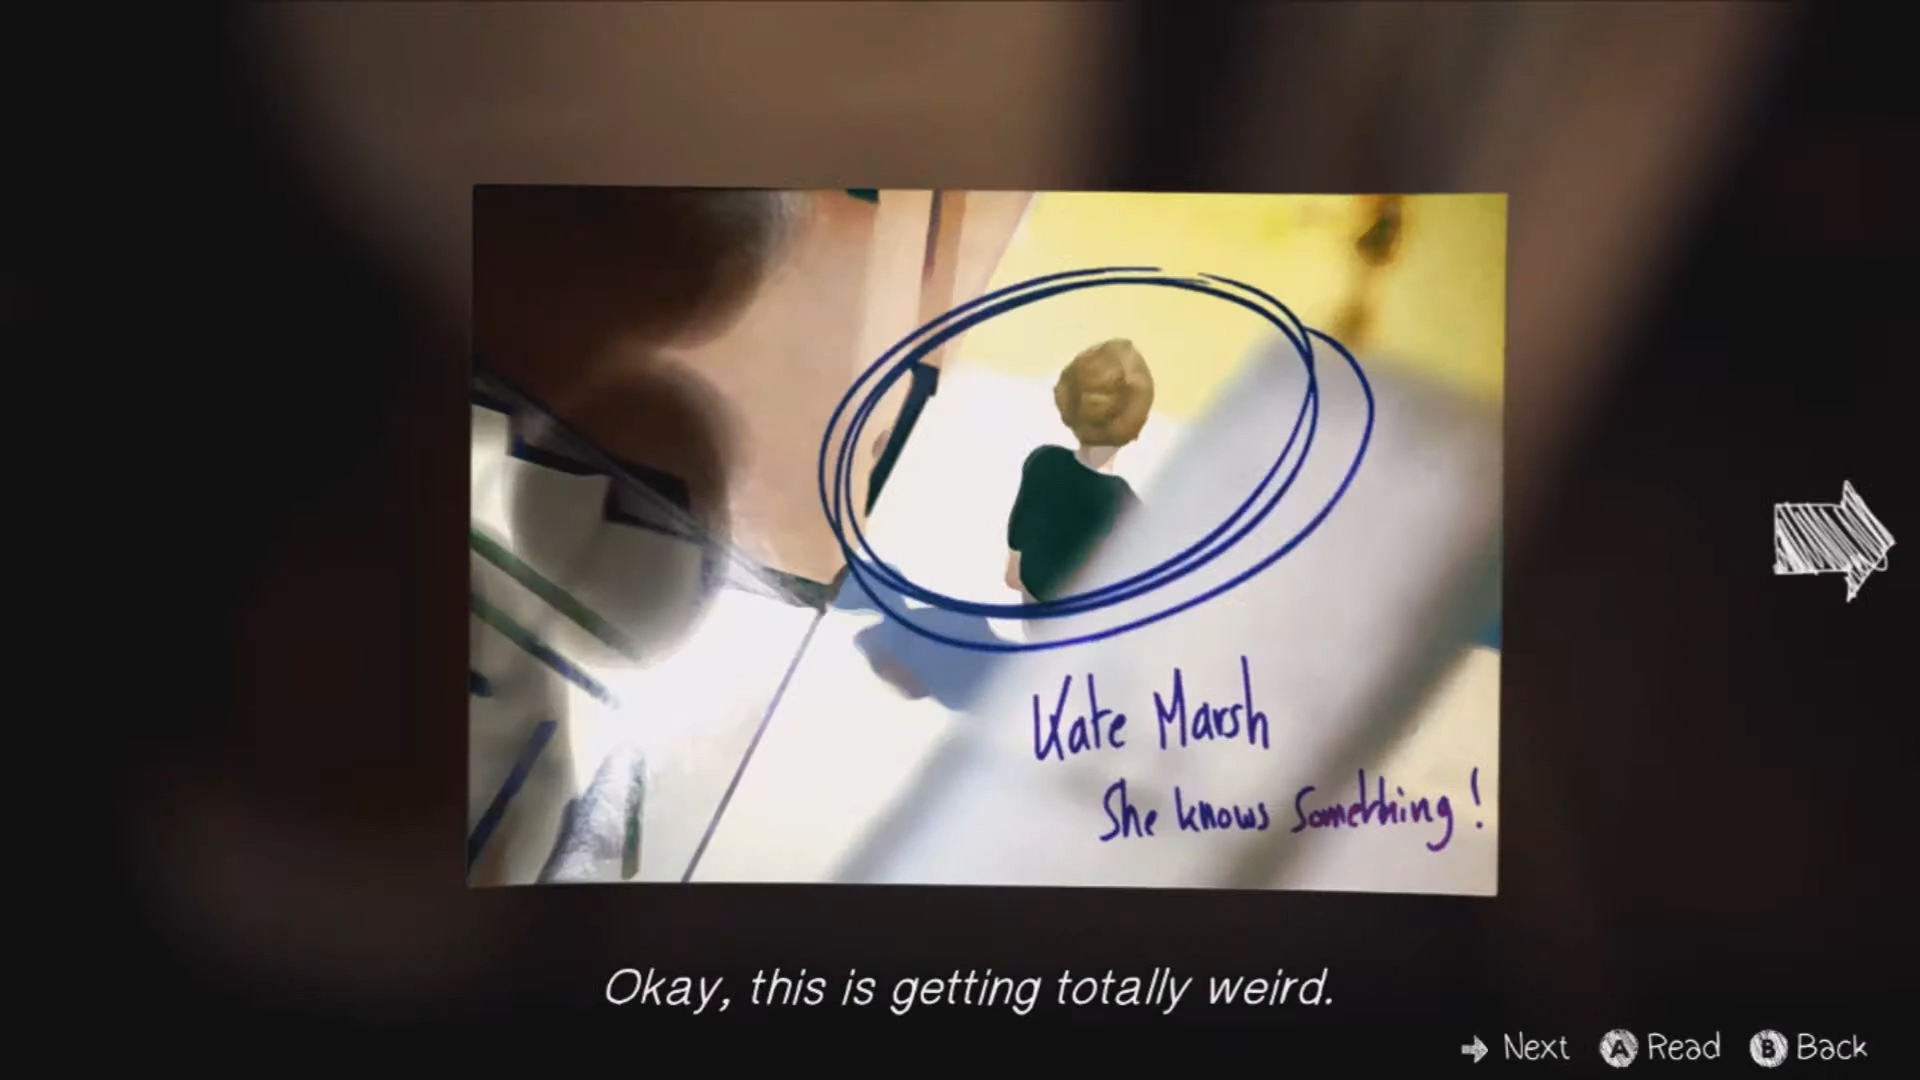 Kate Marsh
She knows Something!
Okay, this is getting totally weird.
Next A Read B Back